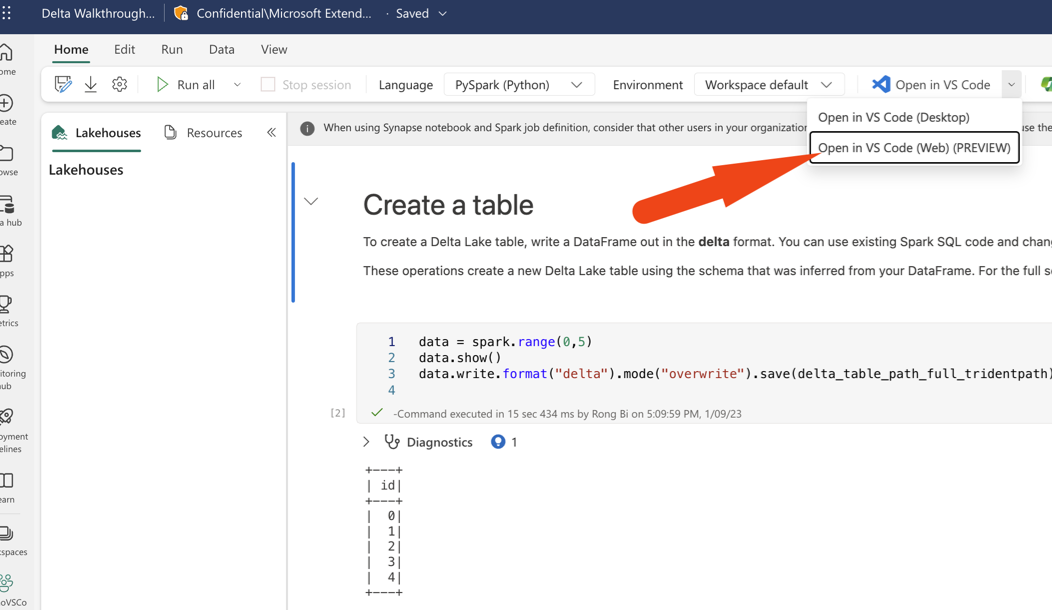 Delta Walkthrough... Confidential\Microsoft Extend... · Saved
Home Edit Run Data View
Run all Stop session Language PySpark (Python) Environment Workspace default Open in VS Code
Open in VS Code (Desktop)
Open in VS Code (Web) (PREVIEW)
ome
eate
wse
a hub
pps
etrics
itoring
hub
oyment
elines
earn
spaces
oVSCo
Lakehouses Resources
Lakehouses
When using Synapse notebook and Spark job definition, consider that other users in your organization use the
Create a table
To create a Delta Lake table, write a DataFrame out in the delta format. You can use existing Spark SQL code and chan
These operations create a new Delta Lake table using the schema that was inferred from your DataFrame. For the full s
1 data = spark.range(0,5)
2 data.show()
3 data.write.format("delta").mode("overwrite").save(delta_table_path_full_tridentpath)
4
[2] -Command executed in 15 sec 434 ms by Rong Bi on 5:09:59 PM, 1/09/23
Diagnostics 1
+---+
| id|
+---+
| 0|
| 1|
| 2|
| 3|
| 4|
+---+